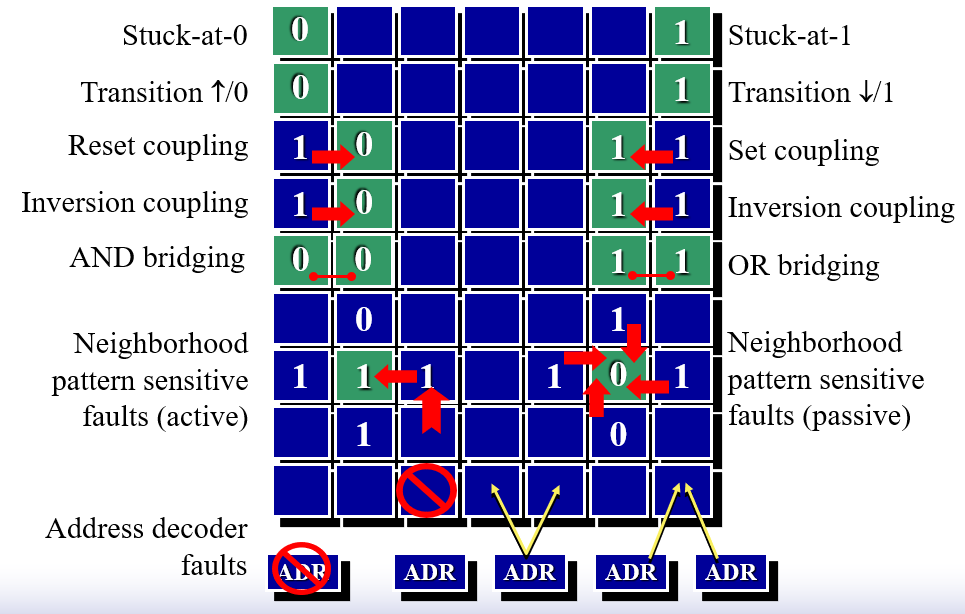 Stuck-at-0 0 1 Stuck-at-1
Transition ↑/0 0 1 Transition ↓/1
Reset coupling 1 0 1 1 Set coupling
Inversion coupling 1 0 1 1 Inversion coupling
AND bridging 0 0 1 1 OR bridging
0 1
Neighborhood
pattern sensitive
faults (active)
1 1 1 1 0 1
Neighborhood
pattern sensitive
faults (passive)
1 0
Address decoder
faults
ADR ADR ADR ADR ADR